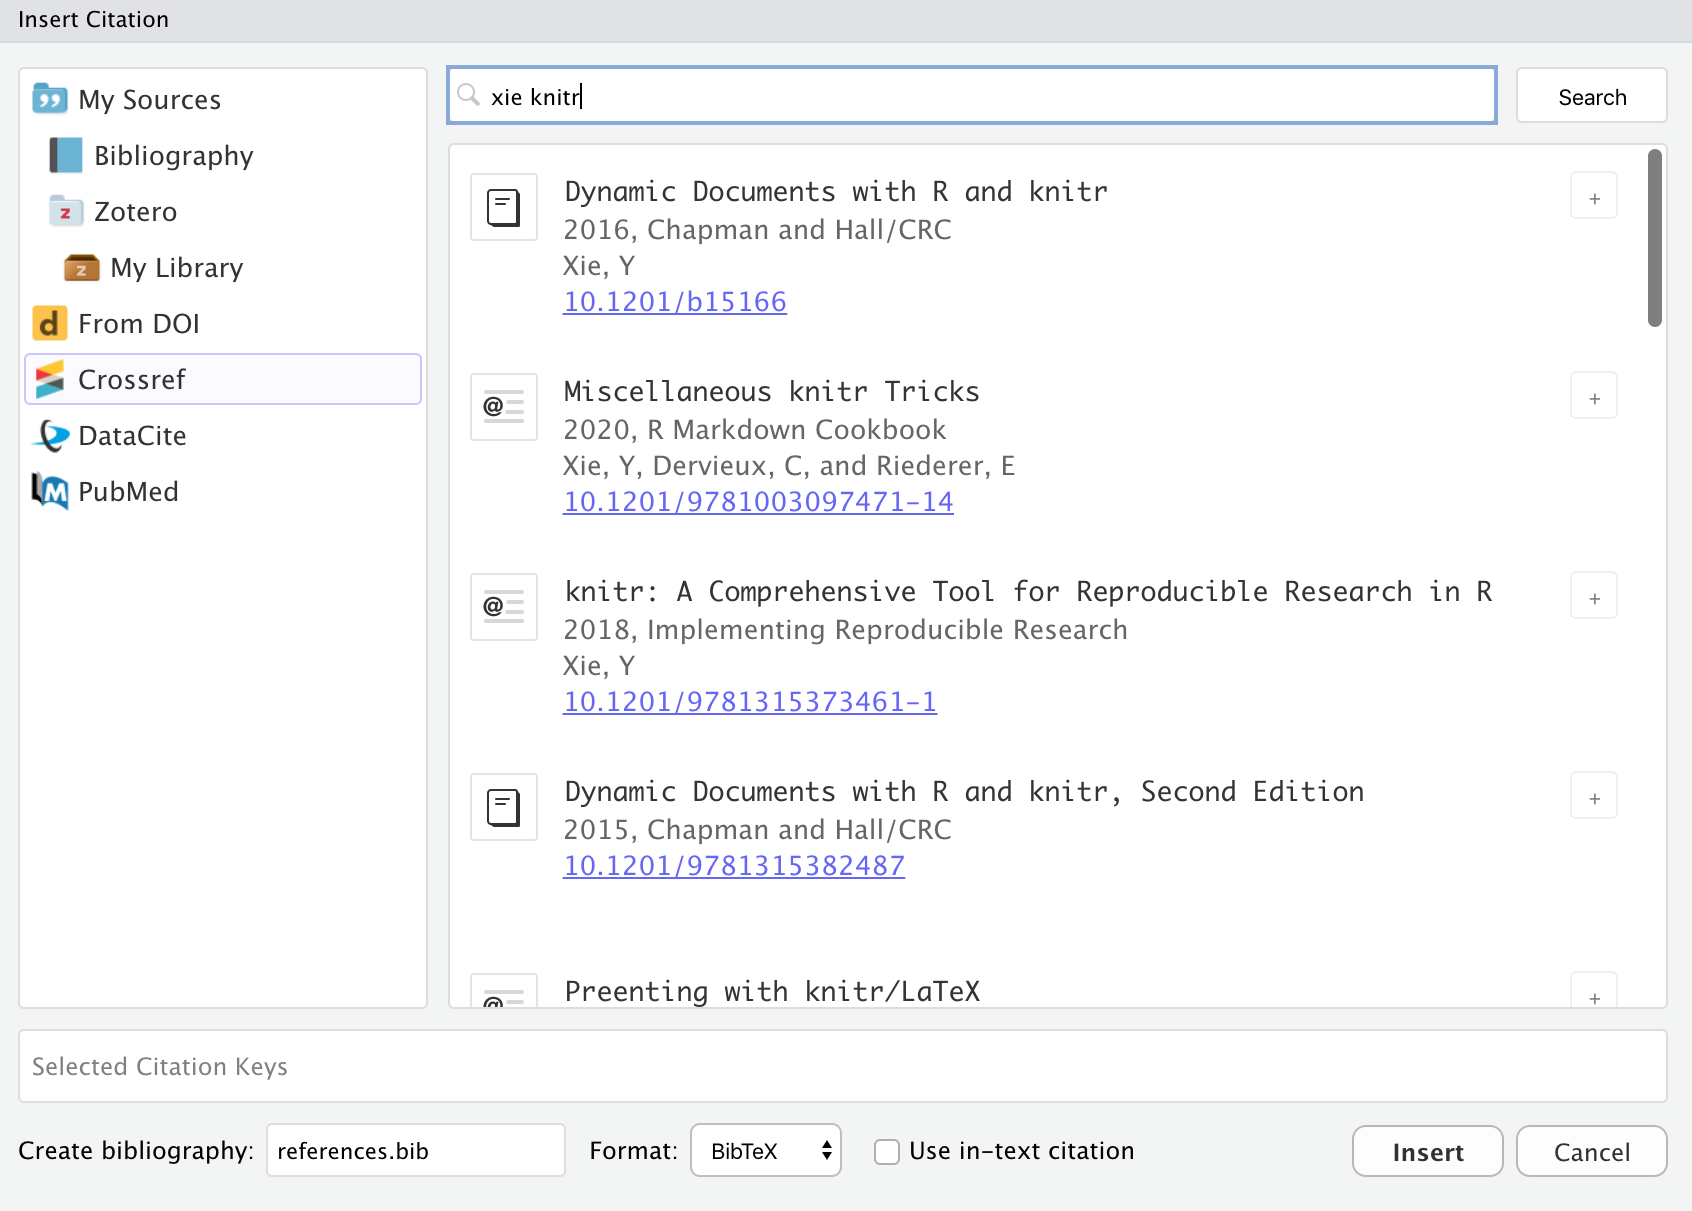 Insert Citation
My Sources
Bibliography
Zotero
My Library
From DOI
Crossref
DataCite
PubMed
xie knitr
Search
Dynamic Documents with R and knitr
2016, Chapman and Hall/CRC
Xie, Y
10.1201/b15166
+
Miscellaneous knitr Tricks
2020, R Markdown Cookbook
Xie, Y, Dervieux, C, and Riederer, E
10.1201/9781003097471-14
+
knitr: A Comprehensive Tool for Reproducible Research in R
2018, Implementing Reproducible Research
Xie, Y
10.1201/9781315373461-1
+
Dynamic Documents with R and knitr, Second Edition
2015, Chapman and Hall/CRC
10.1201/9781315382487
+
Preenting with knitr/LaTeX
+
Selected Citation Keys
Create bibliography: references.bib Format: BibTeX Use in-text citation Insert Cancel